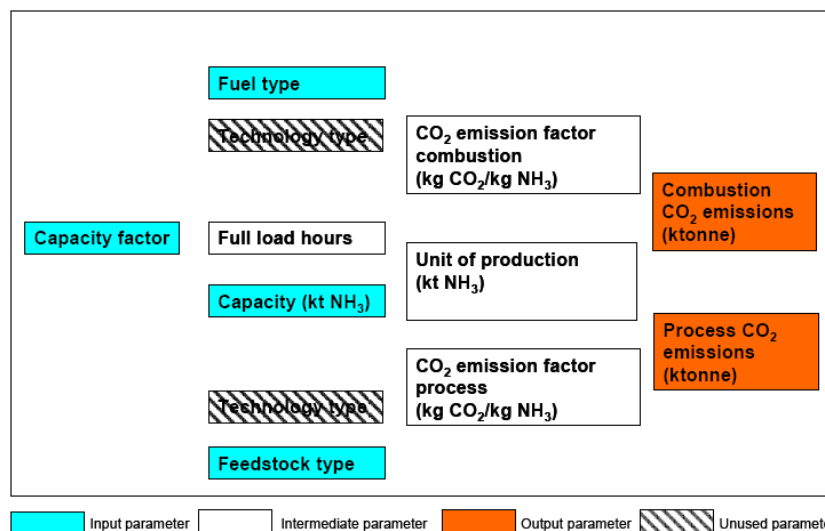 Fuel type
Technology type
CO₂ emission factor
combustion
(kg CO₂/kg NH₃)
Combustion
CO₂ emissions
(ktonne)
Capacity factor
Full load hours
Unit of production
(kt NH₃)
Capacity (kt NH₃)
Process CO₂
emissions
(ktonne)
CO₂ emission factor
process
(kg CO₂/kg NH₃)
Technology type
Feedstock type
Input parameter Intermediate parameter Output parameter Unused paramete